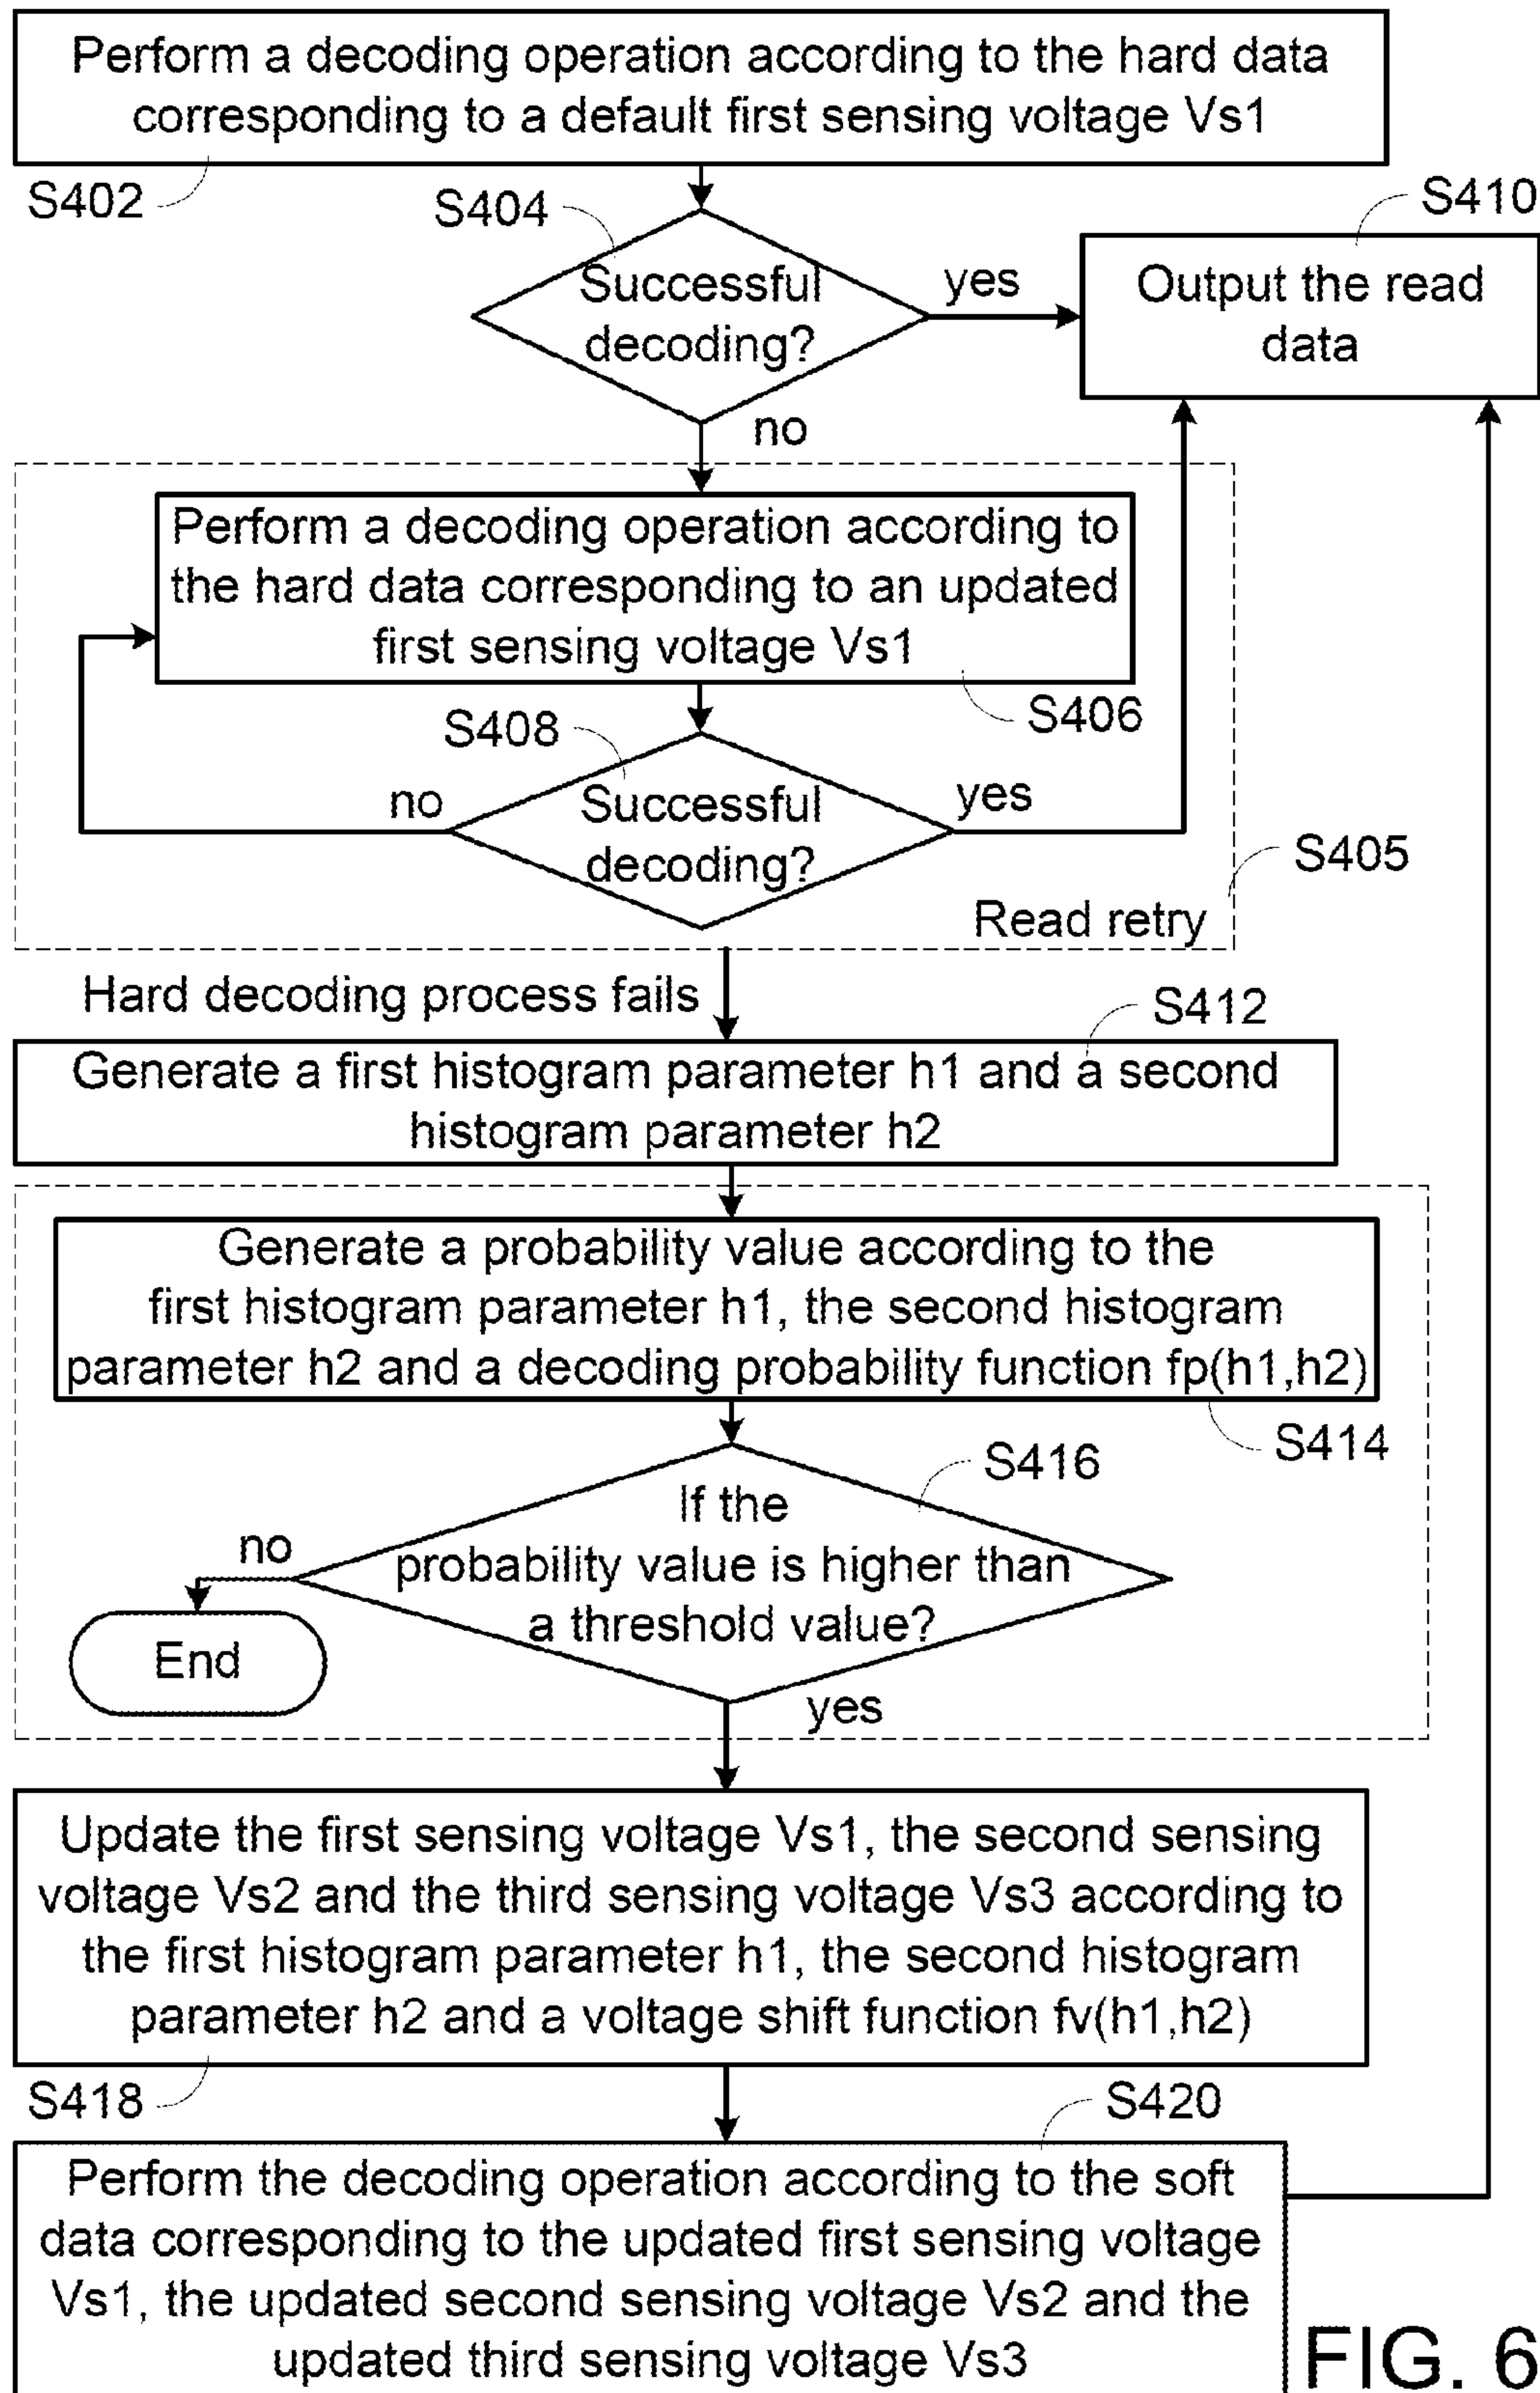 Perform a decoding operation according to the hard data
corresponding to a default first sensing voltage Vs1
S402
S404
S410
Successful
decoding?
yes
Output the read
data
no
Perform a decoding operation according to
the hard data corresponding to an updated
first sensing voltage Vs1
S406
S408
no
Successful
decoding?
yes
S405
Read retry
Hard decoding process fails
S412
Generate a first histogram parameter h1 and a second
histogram parameter h2
Generate a probability value according to the
first histogram parameter h1, the second histogram
parameter h2 and a decoding probability function fp(h1,h2)
S414
S416
If the
probability value is higher than
a threshold value?
no
End
yes
Update the first sensing voltage Vs1, the second sensing
voltage Vs2 and the third sensing voltage Vs3 according to
the first histogram parameter h1, the second histogram
parameter h2 and a voltage shift function fv(h1,h2)
S418
S420
Perform the decoding operation according to the soft
data corresponding to the updated first sensing voltage
Vs1, the updated second sensing voltage Vs2 and the
updated third sensing voltage Vs3
FIG. 6